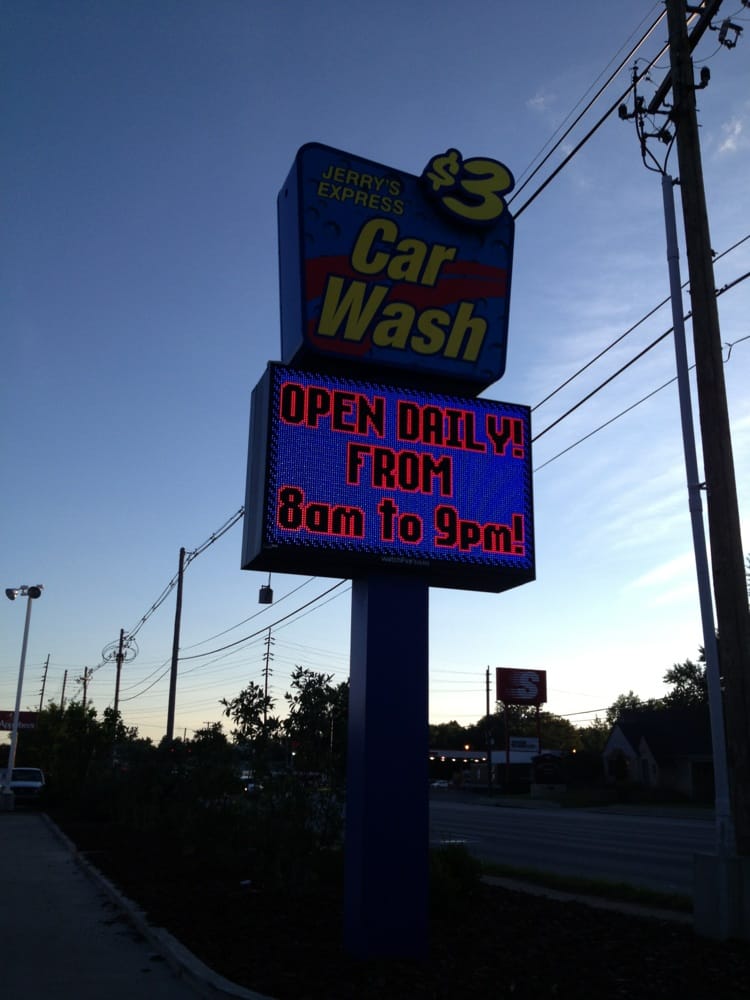 $3
JERRY'S
EXPRESS
Car
Wash
OPEN DAILY!
FROM
8am to 9pm!
S